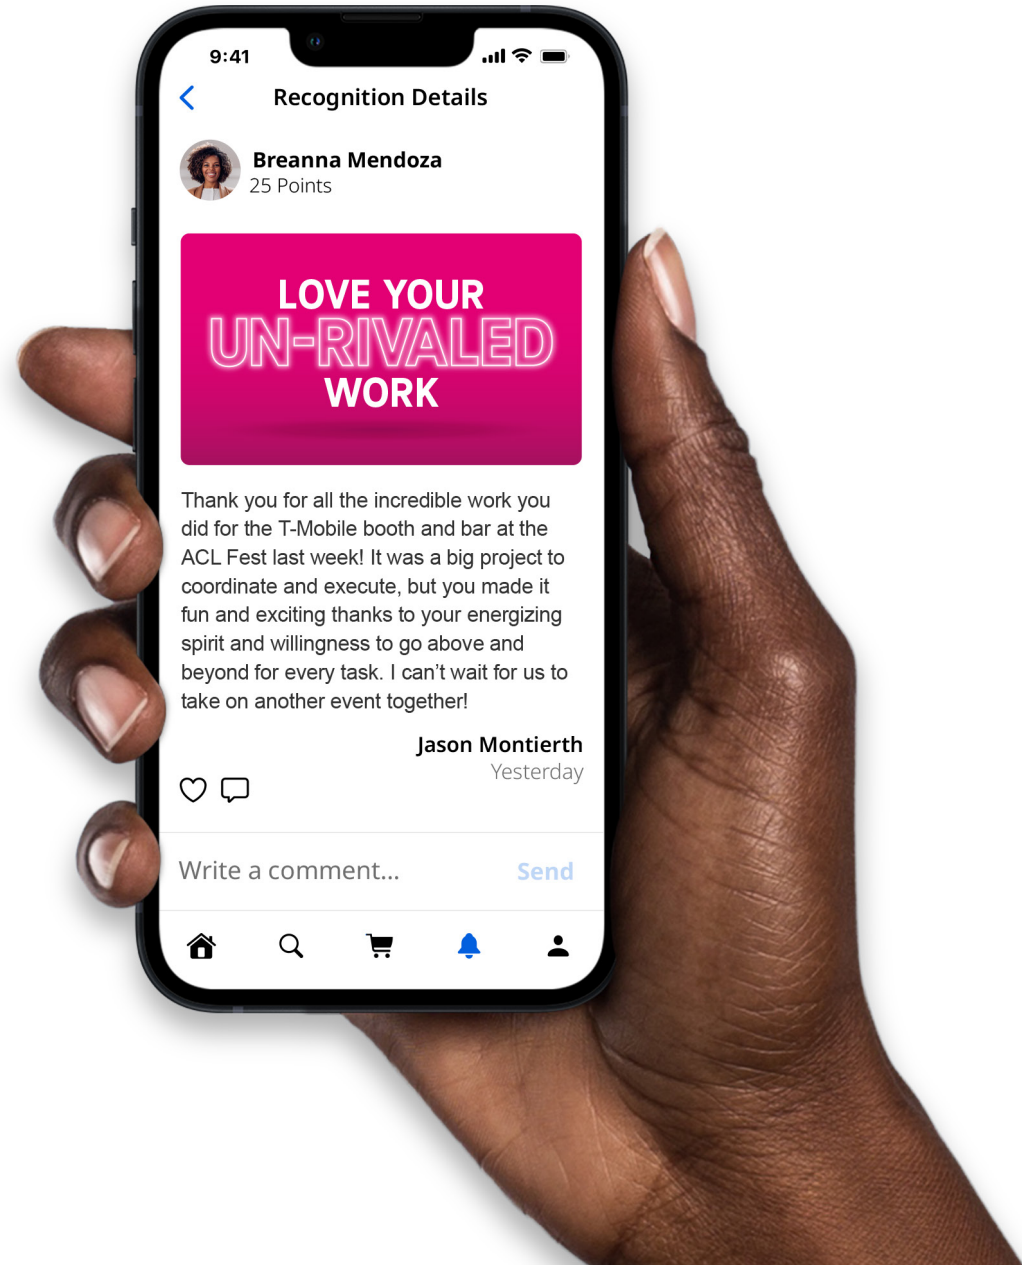 9:41
Recognition Details
Breanna Mendoza
25 Points
LOVE YOUR
UN-RIVALED
WORK
Thank you for all the incredible work you
did for the T-Mobile booth and bar at the
ACL Fest last week! It was a big project to
coordinate and execute, but you made it
fun and exciting thanks to your energizing
spirit and willingness to go above and
beyond for every task. I can’t wait for us to
take on another event together!
Jason Montierth
Yesterday
Write a comment...
Send